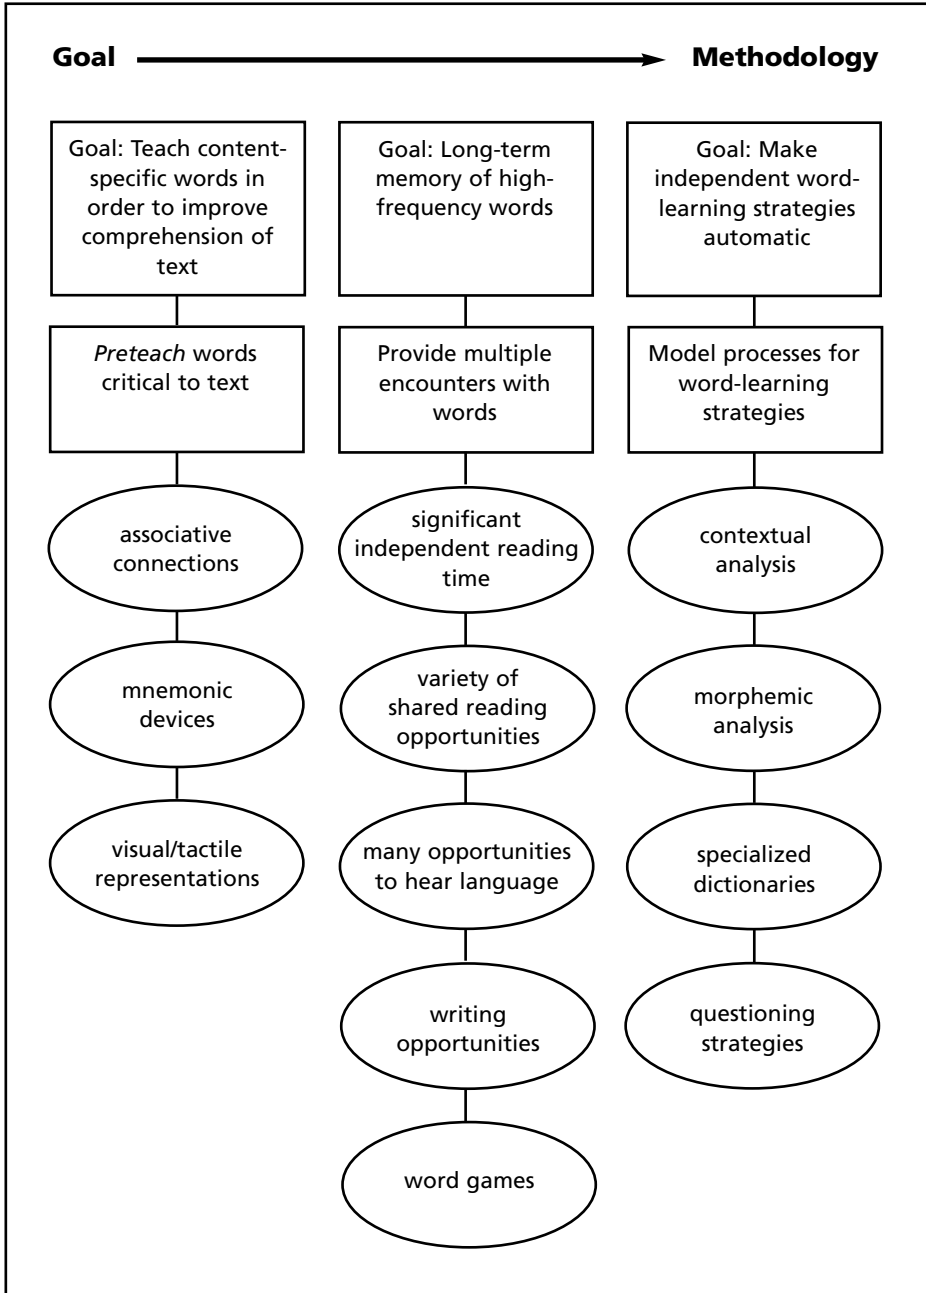 Goal
Methodology
Goal: Teach content-
specific words in
order to improve
comprehension of
text
Preteach words
critical to text
associative
connections
mnemonic
devices
visual/tactile
representations
Goal: Long-term
memory of high-
frequency words
Provide multiple
encounters with
words
significant
independent reading
time
variety of
shared reading
opportunities
many opportunities
to hear language
writing
opportunities
word games
Goal: Make
independent word-
learning strategies
automatic
Model processes for
word-learning
strategies
contextual
analysis
morphemic
analysis
specialized
dictionaries
questioning
strategies